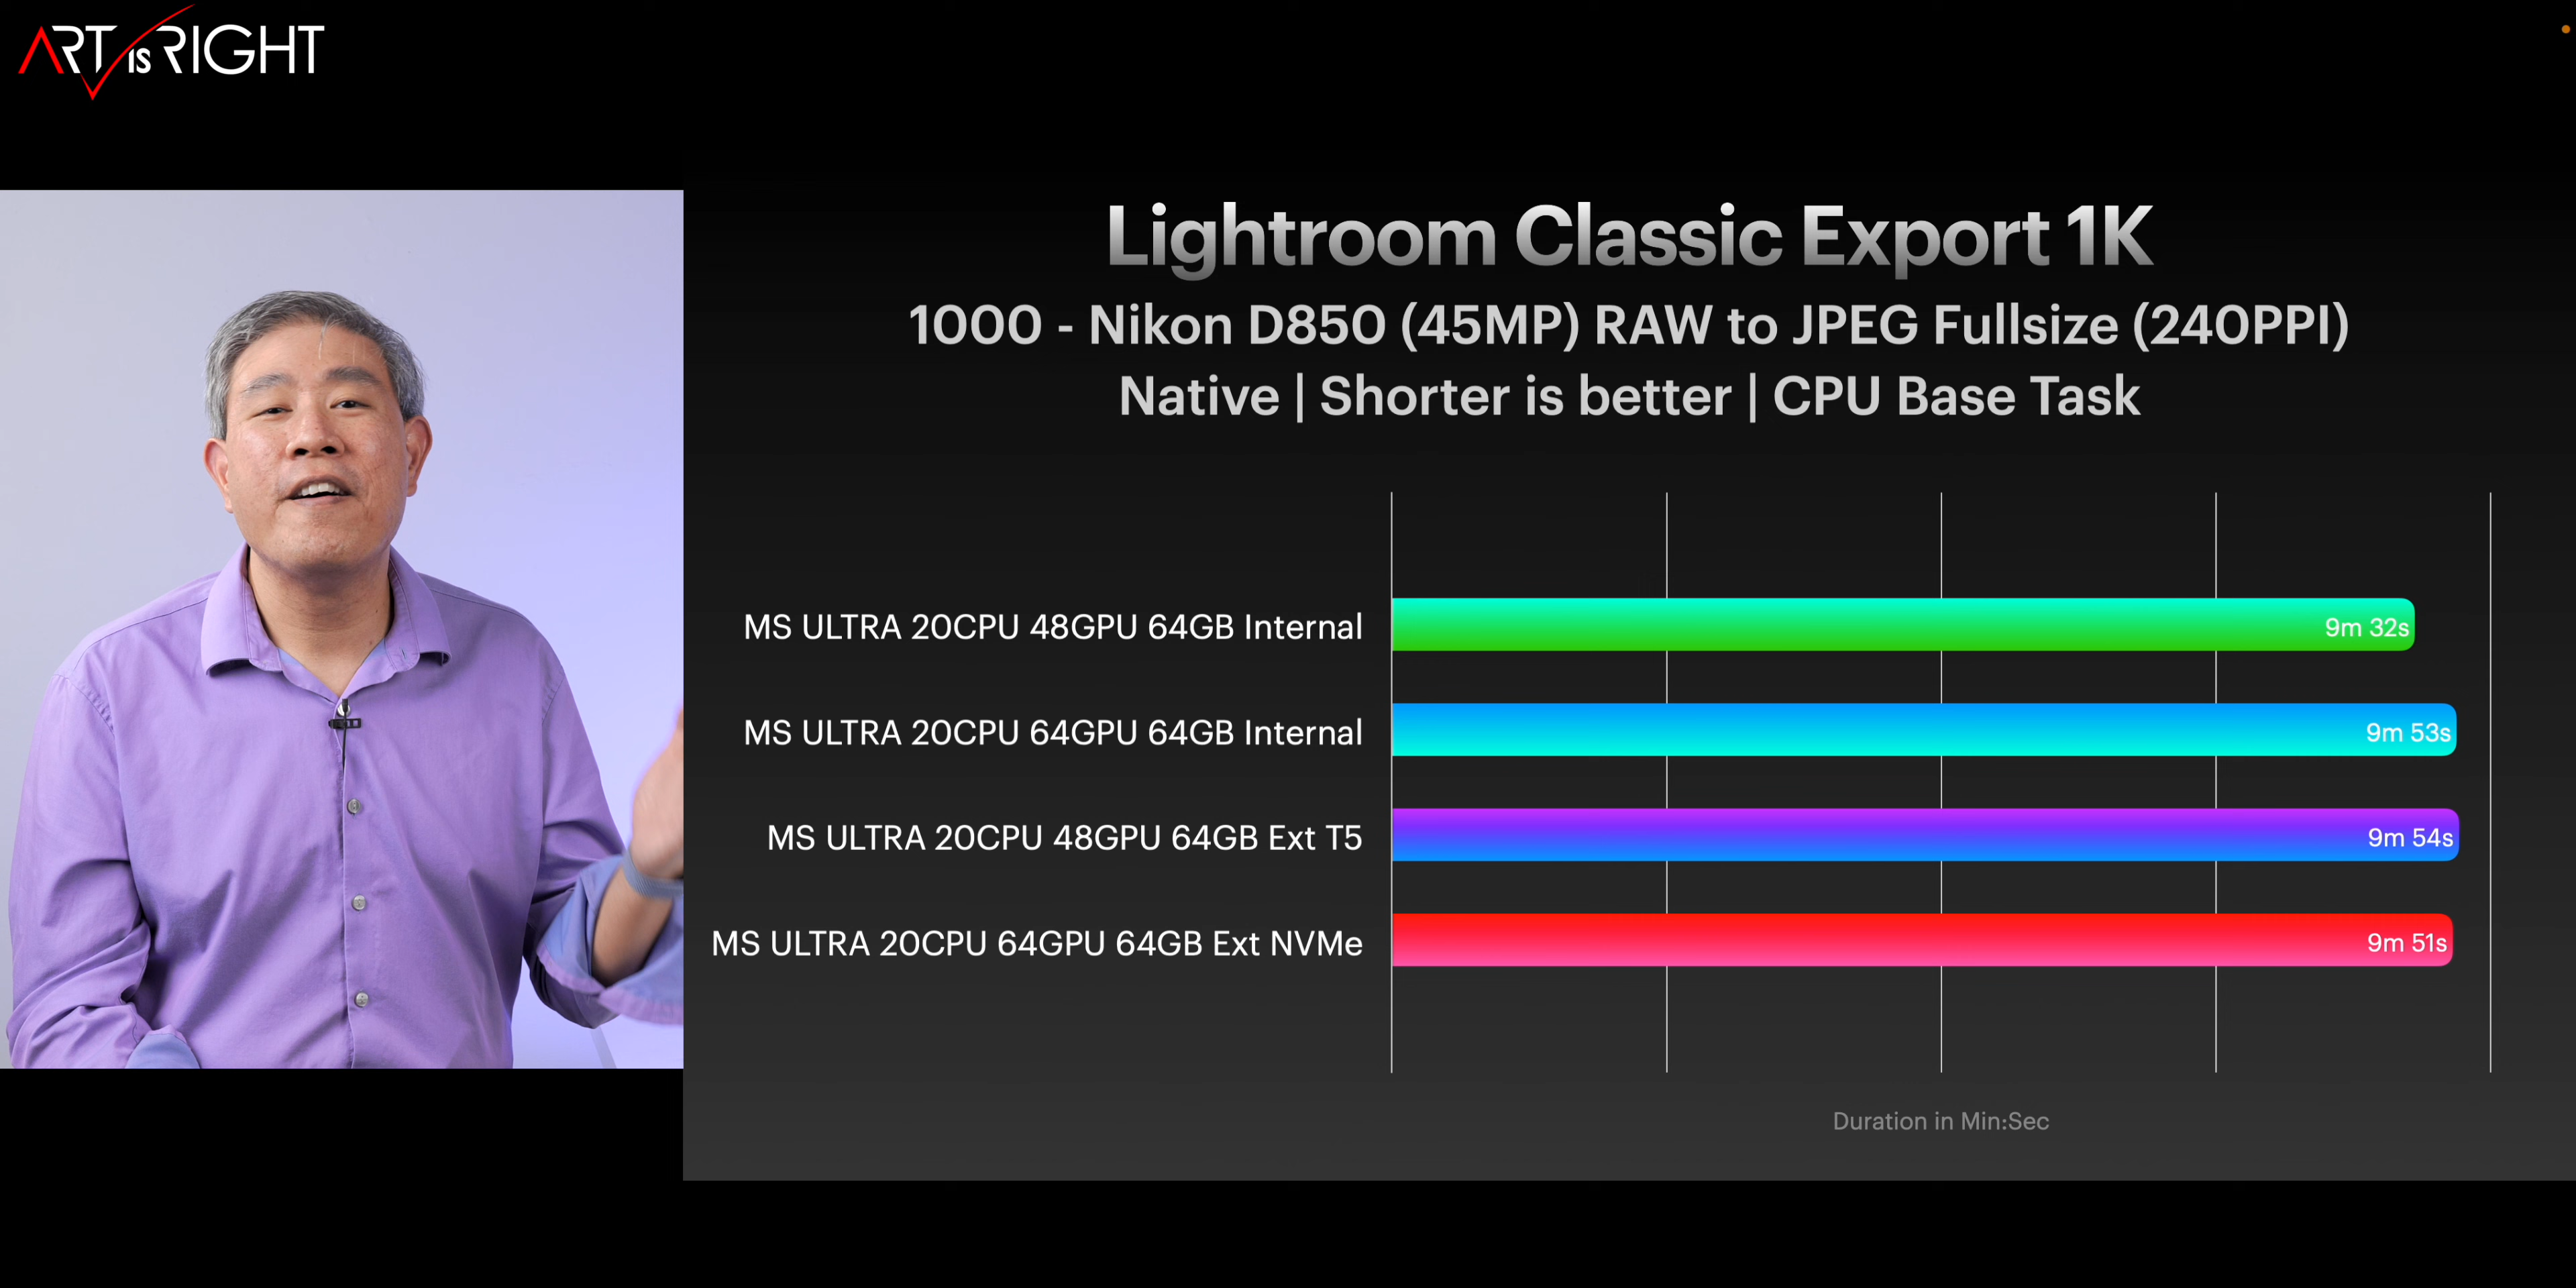 ART IS RIGHT
Lightroom Classic Export 1K
1000 - Nikon D850 (45MP) RAW to JPEG Fullsize (240PPI)
Native | Shorter is better | CPU Base Task
MS ULTRA 20CPU 48GPU 64GB Internal 9m 32s
MS ULTRA 20CPU 64GPU 64GB Internal 9m 53s
MS ULTRA 20CPU 48GPU 64GB Ext T5 9m 54s
MS ULTRA 20CPU 64GPU 64GB Ext NVMe 9m 51s
Duration in Min:Sec